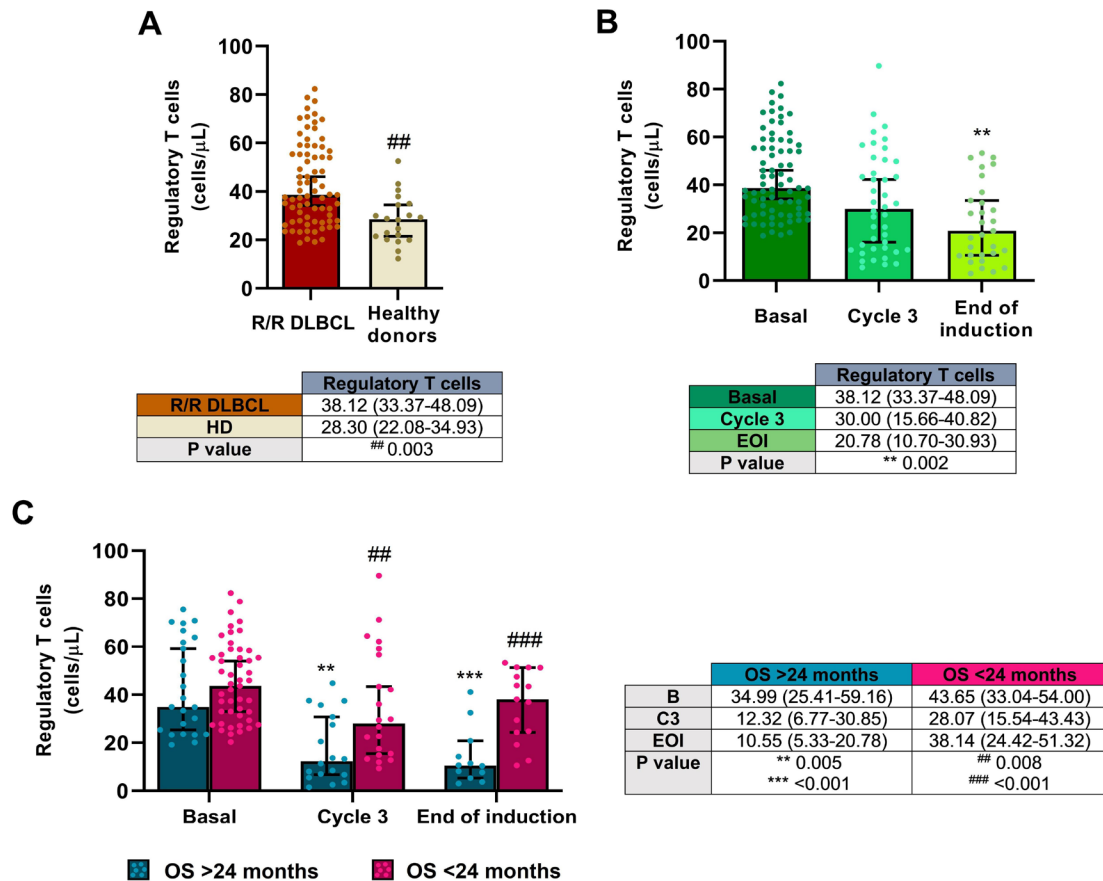 A
Regulatory T cells
(cells/μL)
100
80
60
40
20
0
##
R/R DLBCL
Healthy
donors
Regulatory T cells
R/R DLBCL 38.12 (33.37-48.09)
HD 28.30 (22.08-34.93)
P value ## 0.003
B
Regulatory T cells
(cells/μL)
100
80
60
40
20
0
**
Basal
Cycle 3
End of
induction
Regulatory T cells
Basal 38.12 (33.37-48.09)
Cycle 3 30.00 (15.66-40.82)
EOI 20.78 (10.70-30.93)
P value ** 0.002
C
Regulatory T cells
(cells/μL)
100
80
60
40
20
0
**
##
***
###
Basal
Cycle 3
End of induction
OS >24 months
OS <24 months
OS >24 months OS <24 months
B 34.99 (25.41-59.16) 43.65 (33.04-54.00)
C3 12.32 (6.77-30.85) 28.07 (15.54-43.43)
EOI 10.55 (5.33-20.78) 38.14 (24.42-51.32)
P value ** 0.005 ## 0.008
*** <0.001 ### <0.001